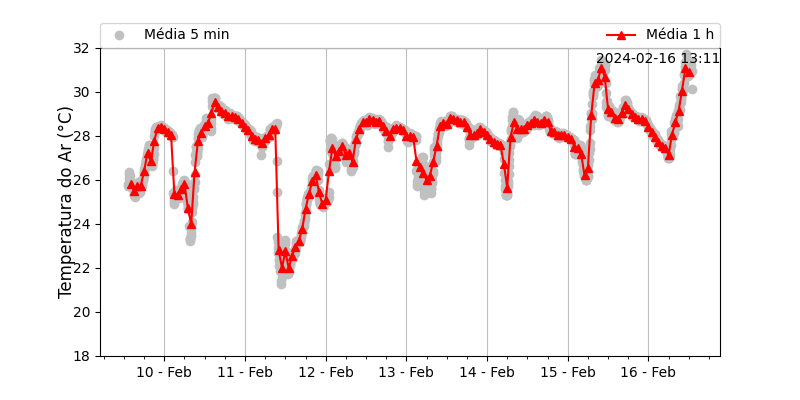 Média 5 min
Média 1 h
2024-02-16 13:11
Temperatura do Ar (°C)
32
30
28
26
24
22
20
18
10 - Feb
11 - Feb
12 - Feb
13 - Feb
14 - Feb
15 - Feb
16 - Feb